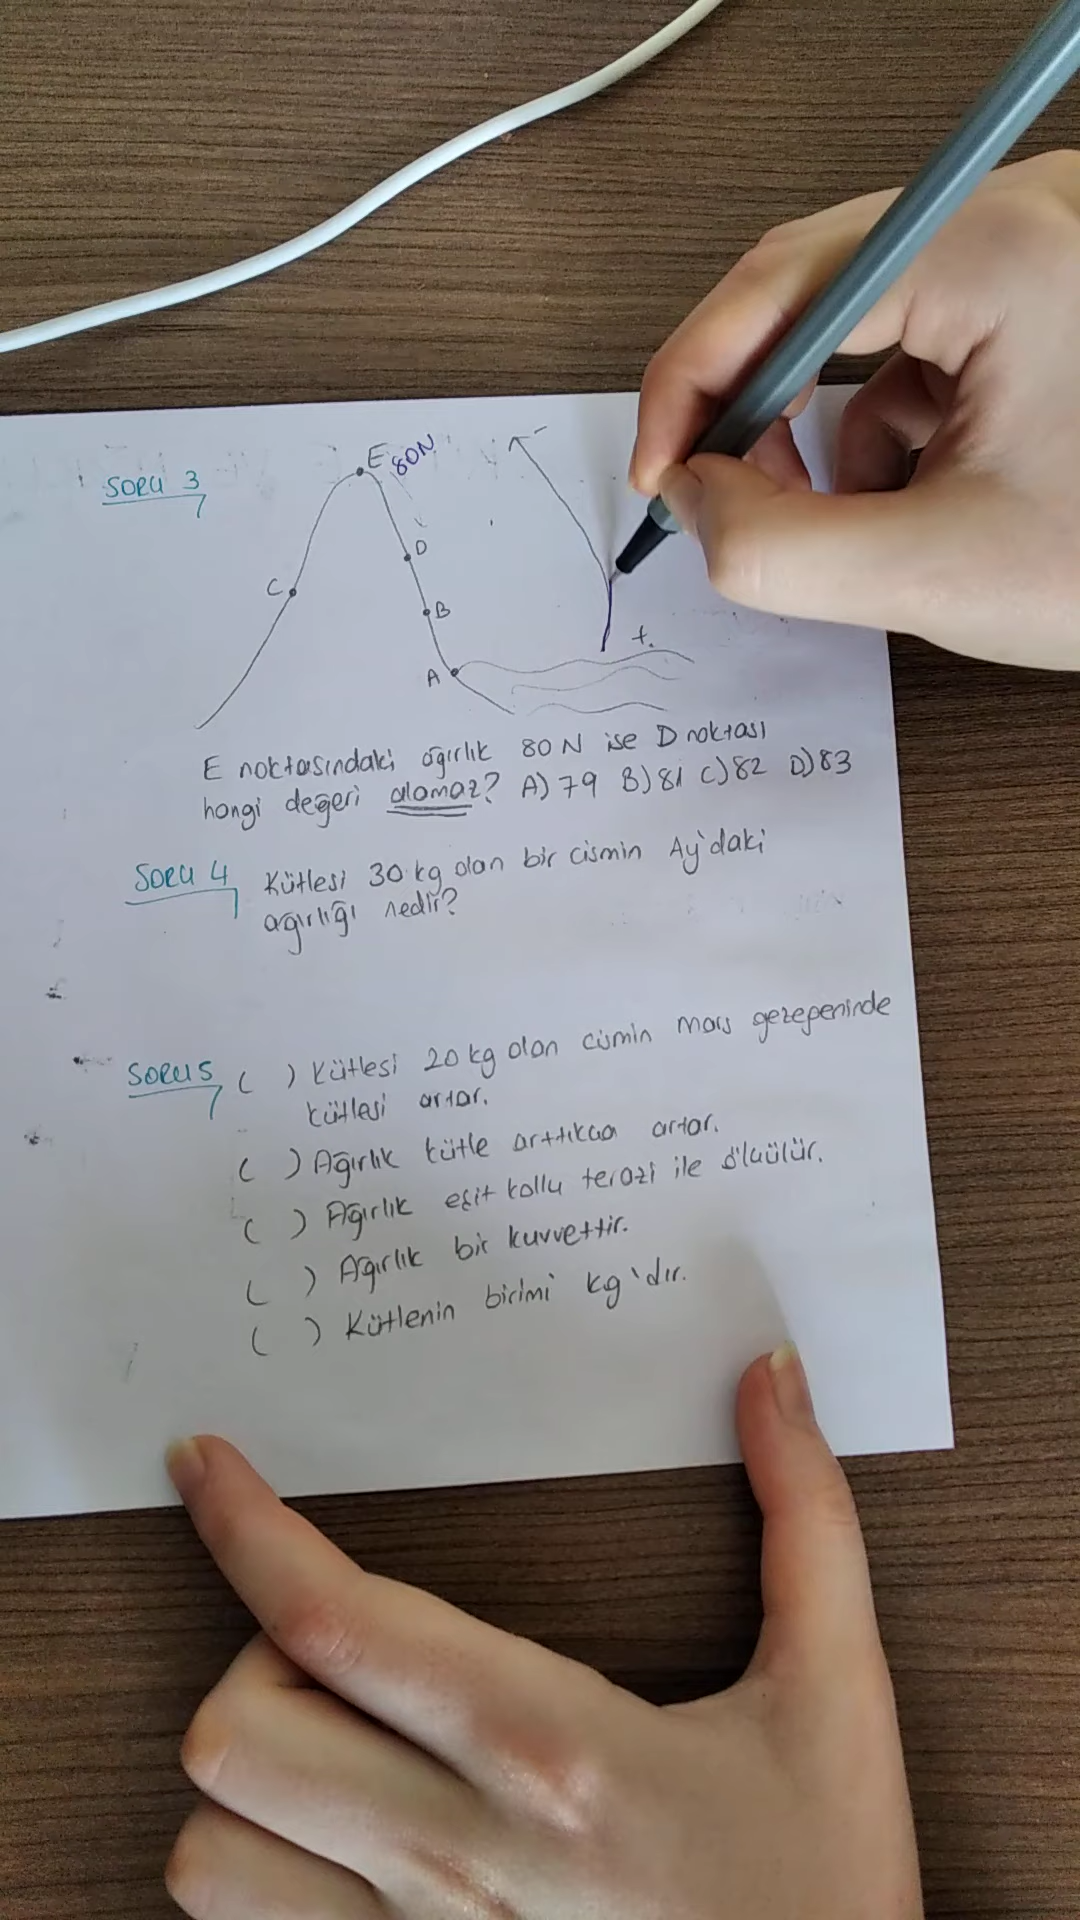 SORU 3
E 80N
C
D
B
A
E noktasındaki ağırlık 80 N ise D noktası
hangi değeri alamaz? A) 79 B) 81 C) 82 D) 83
SORU 4 Kütlesi 30 kg olan bir cismin Ay'daki
ağırlığı nedir?
SORU 5 ( ) Kütlesi 20 kg olan cismin mars gezegeninde
kütlesi artar.
( ) Ağırlık kütle arttıkça artar.
( ) Ağırlık eşit kollu terazi ile ölçülür.
( ) Ağırlık bir kuvvettir.
( ) Kütlenin birimi kg'dır.